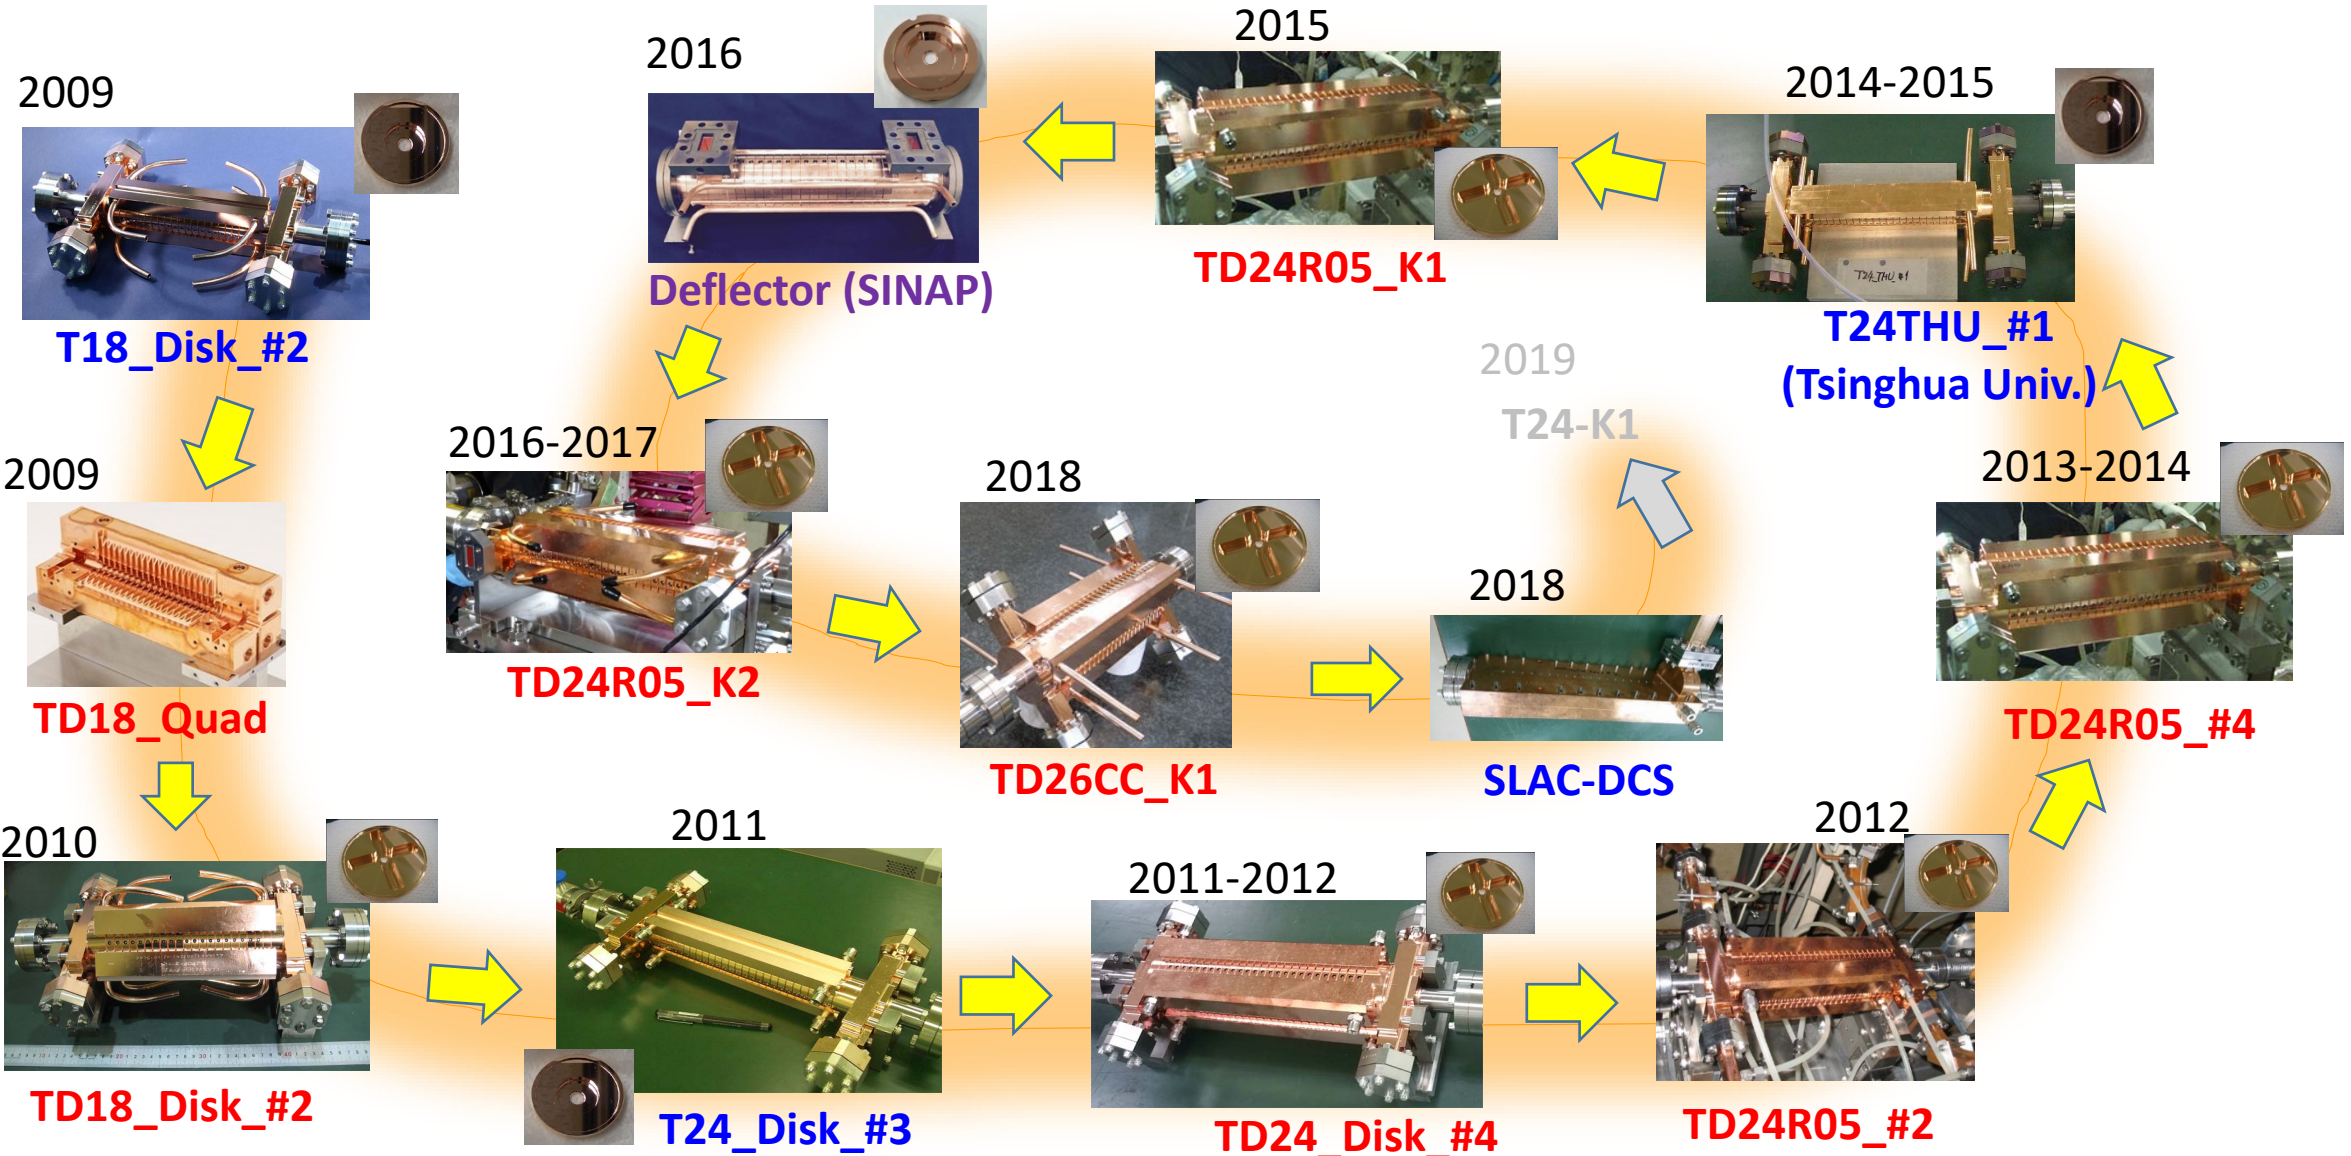 2009
T18_Disk_#2
2009
TD18_Quad
2010
TD18_Disk_#2
2011
T24_Disk_#3
2011-2012
TD24_Disk_#4
2012
TD24R05_#2
2013-2014
TD24R05_#4
2014-2015
T24_THU_#1
T24THU_#1
(Tsinghua Univ.)
2015
TD24R05_K1
2016
Deflector (SINAP)
2016-2017
TD24R05_K2
2018
TD26CC_K1
2018
SLAC-DCS
2019
T24-K1